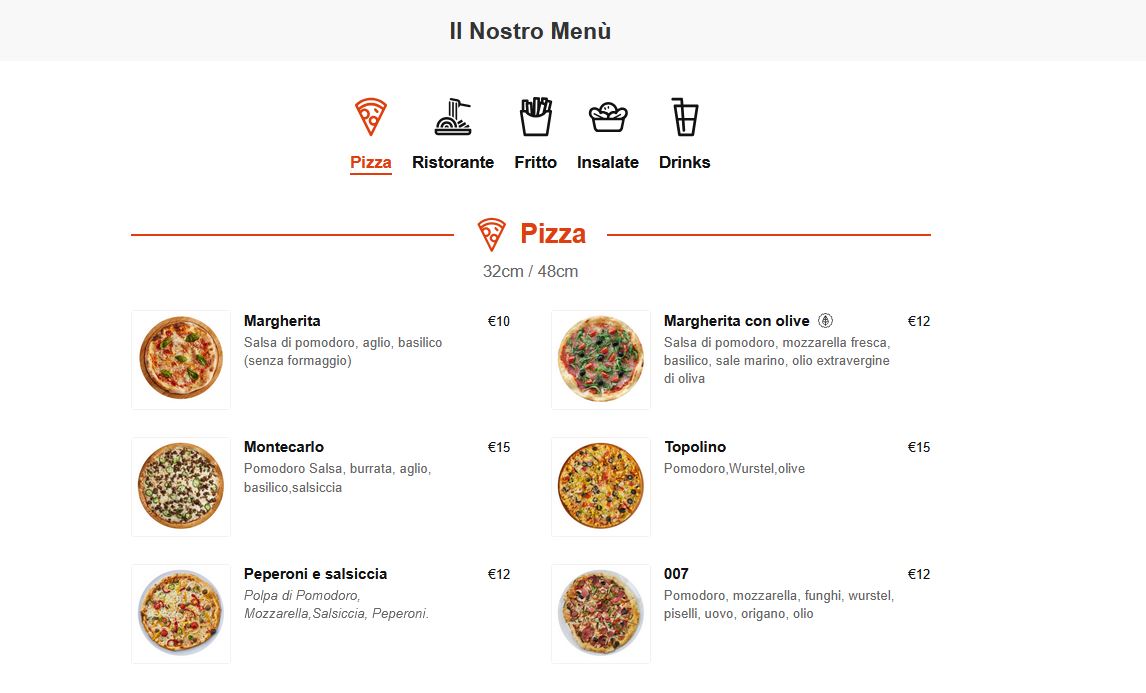 Il Nostro Menù
Pizza
Ristorante
Fritto
Insalate
Drinks
Pizza
32cm / 48cm
Margherita €10
Salsa di pomodoro, aglio, basilico
(senza formaggio)
Margherita con olive €12
Salsa di pomodoro, mozzarella fresca,
basilico, sale marino, olio extravergine
di oliva
Montecarlo €15
Pomodoro Salsa, burrata, aglio,
basilico,salsiccia
Topolino €15
Pomodoro,Wurstel,olive
Peperoni e salsiccia €12
Polpa di Pomodoro,
Mozzarella,Salsiccia, Peperoni.
007 €12
Pomodoro, mozzarella, funghi, wurstel,
piselli, uovo, origano, olio